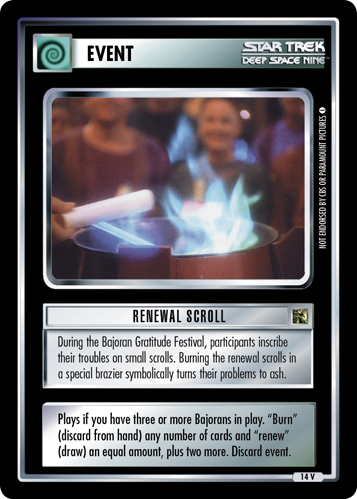 EVENT
STAR TREK
DEEP SPACE NINE™
NOT ENDORSED BY CBS OR PARAMOUNT PICTURES
RENEWAL SCROLL
During the Bajoran Gratitude Festival, participants inscribe
their troubles on small scrolls. Burning the renewal scrolls in
a special brazier symbolically turns their problems to ash.
Plays if you have three or more Bajorans in play. “Burn”
(discard from hand) any number of cards and “renew”
(draw) an equal amount, plus two more. Discard event.
14 V